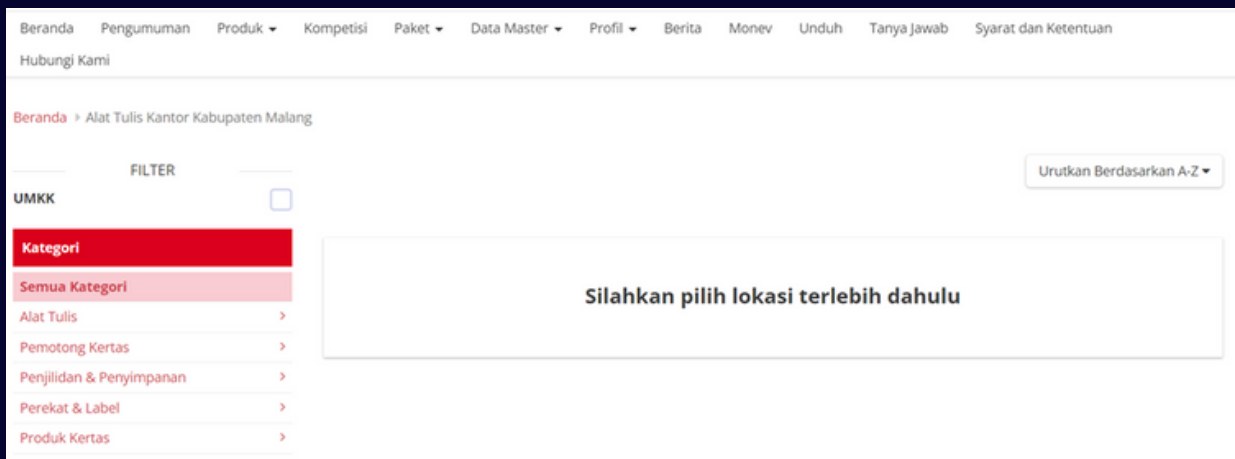 Beranda Pengumuman Produk Kompetisi Paket Data Master Profil Berita Monev Unduh Tanya Jawab Syarat dan Ketentuan
Hubungi Kami
Beranda Alat Tulis Kantor Kabupaten Malang
FILTER
Urutkan Berdasarkan A-Z
UMKK
Kategori
Semua Kategori
Silahkan pilih lokasi terlebih dahulu
Alat Tulis
Pemotong Kertas
Penjilidan & Penyimpanan
Perekat & Label
Produk Kertas